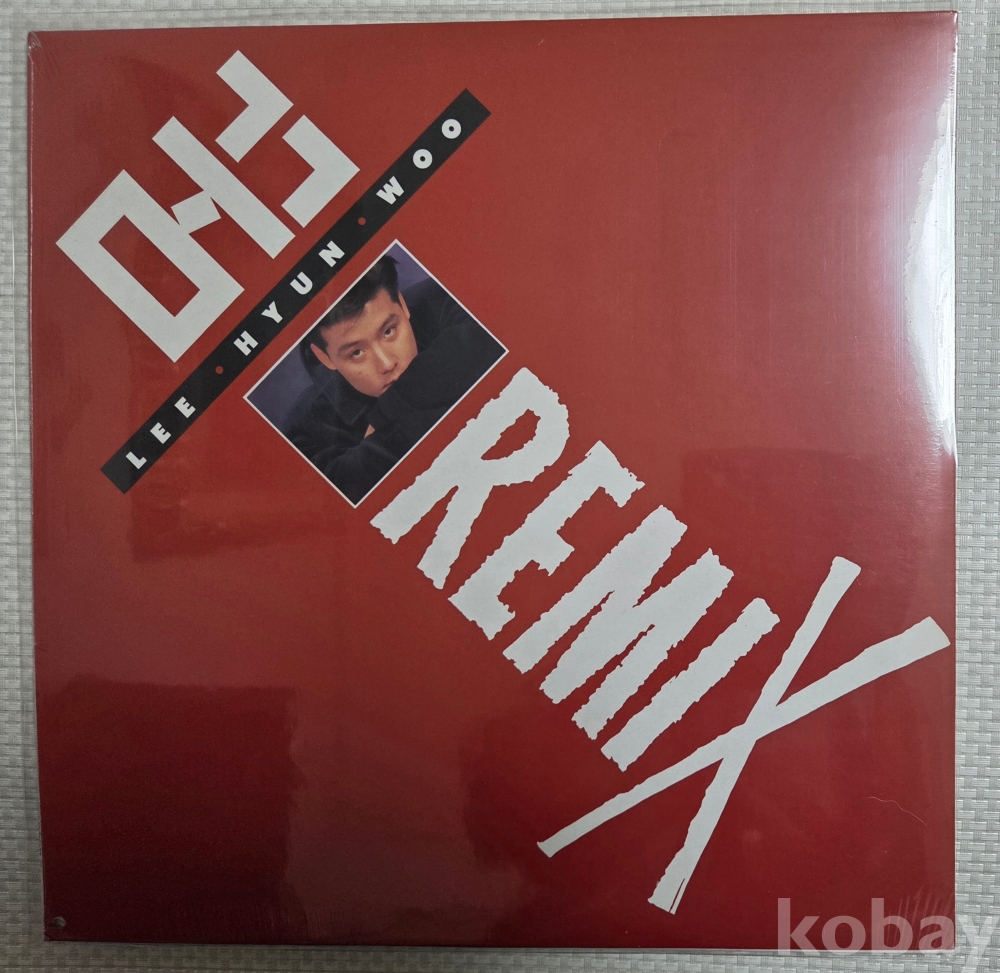 꿈
LEE · HYUN · WOO
REMIX
kobay